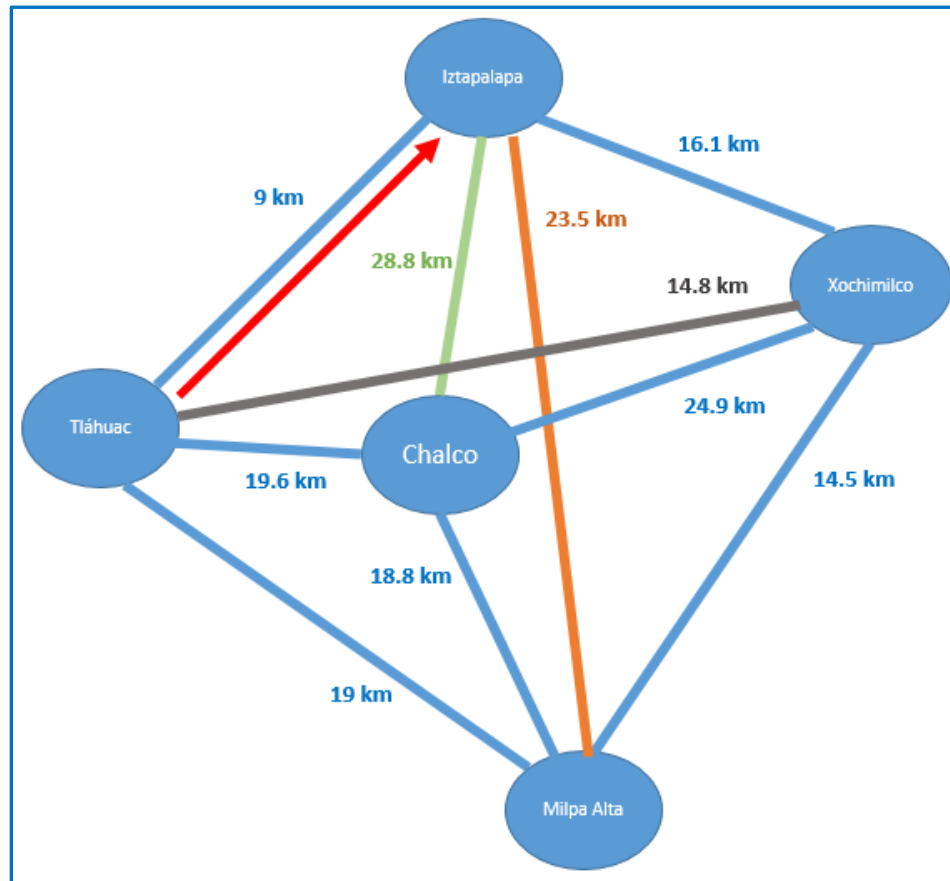 Iztapalapa
16.1 km
9 km
23.5 km
28.8 km
14.8 km
Xochimilco
24.9 km
Tláhuac
Chalco
19.6 km
14.5 km
18.8 km
19 km
Milpa Alta